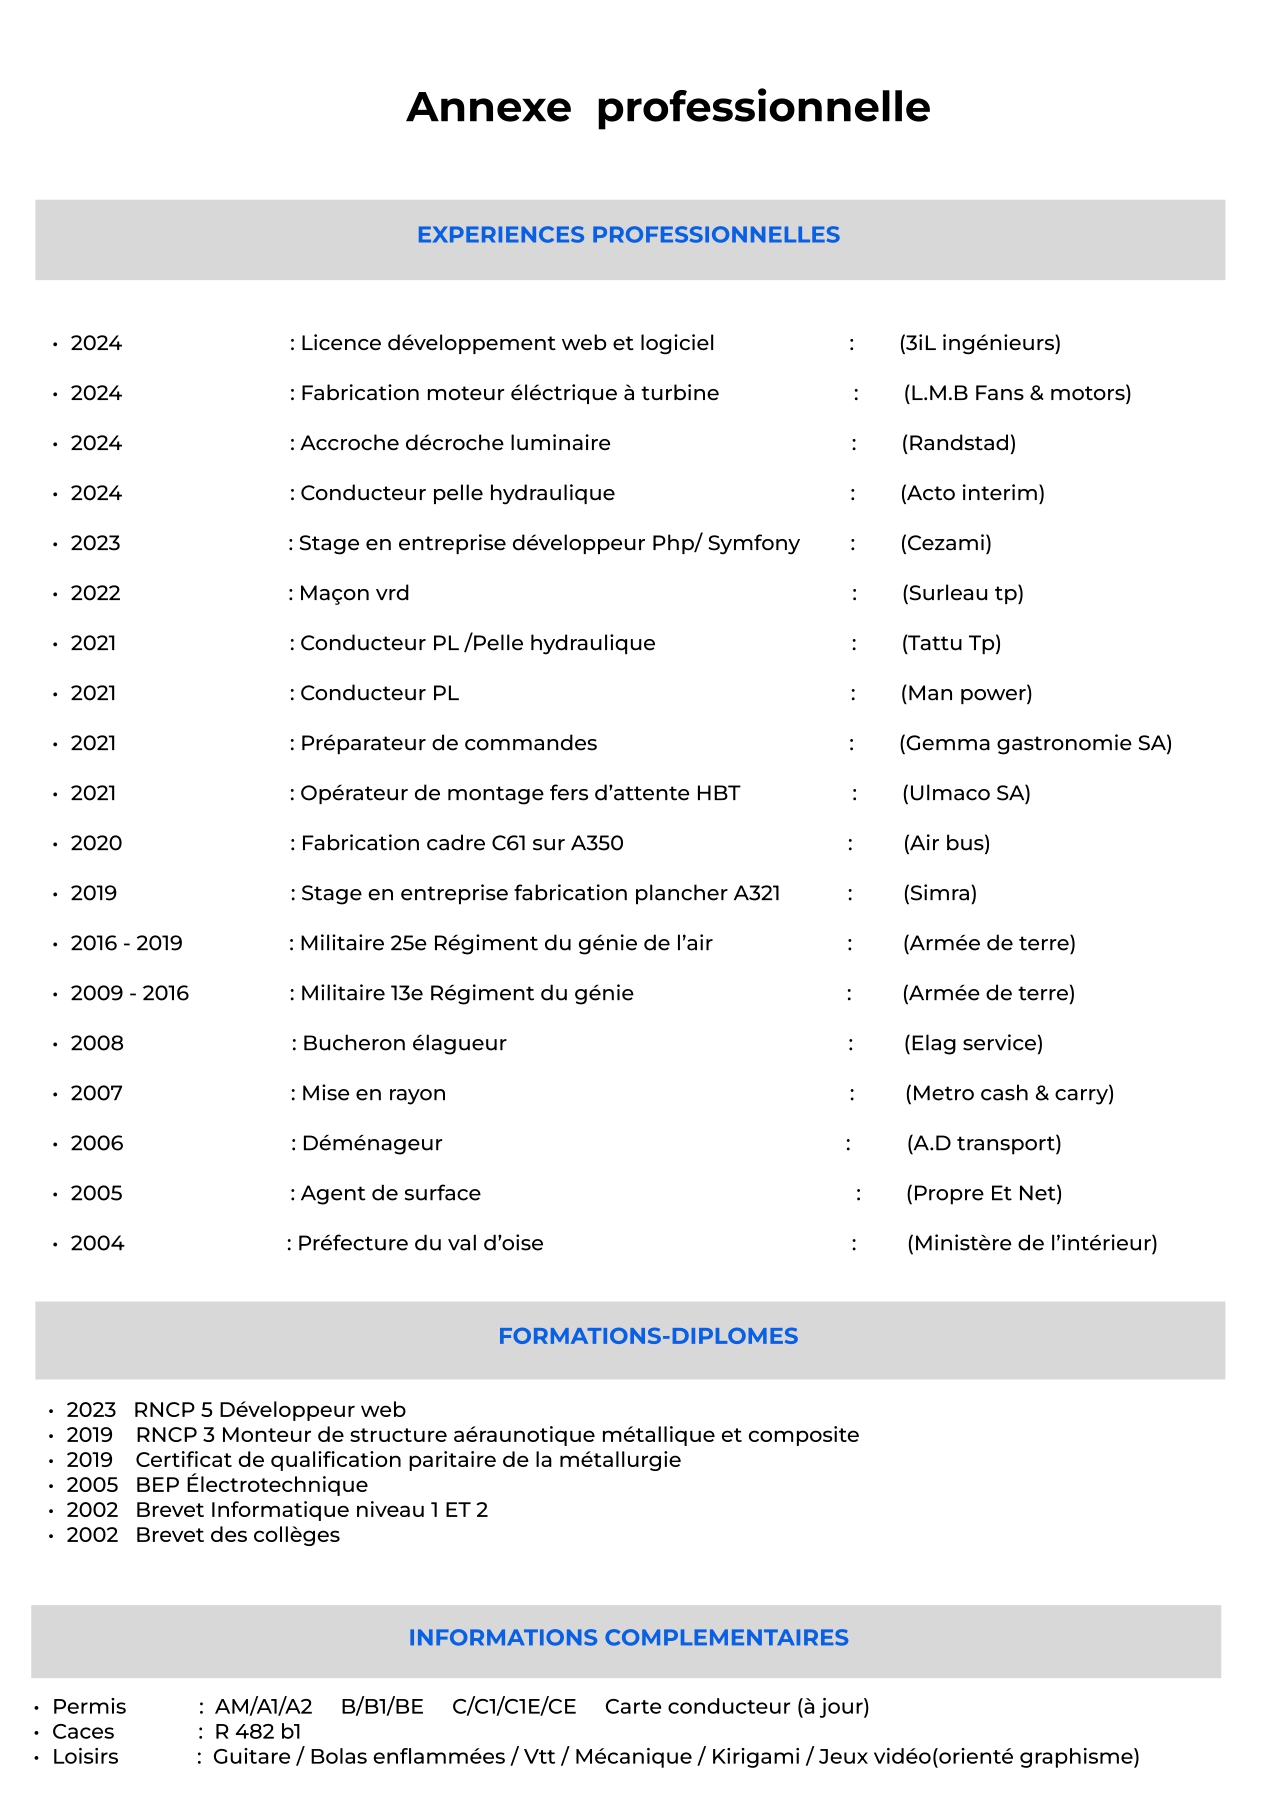 Annexe professionnelle
EXPERIENCES PROFESSIONNELLES
• 2024 : Licence développement web et logiciel : (3iL ingénieurs)
• 2024 : Fabrication moteur éléctrique à turbine : (L.M.B Fans & motors)
• 2024 : Accroche décroche luminaire : (Randstad)
• 2024 : Conducteur pelle hydraulique : (Acto interim)
• 2023 : Stage en entreprise développeur Php/ Symfony : (Cezami)
• 2022 : Maçon vrd : (Surleau tp)
• 2021 : Conducteur PL /Pelle hydraulique : (Tattu Tp)
• 2021 : Conducteur PL : (Man power)
• 2021 : Préparateur de commandes : (Gemma gastronomie SA)
• 2021 : Opérateur de montage fers d'attente HBT : (Ulmaco SA)
• 2020 : Fabrication cadre C61 sur A350 : (Air bus)
• 2019 : Stage en entreprise fabrication plancher A321 : (Simra)
• 2016 - 2019 : Militaire 25e Régiment du génie de l'air : (Armée de terre)
• 2009 - 2016 : Militaire 13e Régiment du génie : (Armée de terre)
• 2008 : Bucheron élagueur : (Elag service)
• 2007 : Mise en rayon : (Metro cash & carry)
• 2006 : Déménageur : (A.D transport)
• 2005 : Agent de surface : (Propre Et Net)
• 2004 : Préfecture du val d'oise : (Ministère de l'intérieur)
FORMATIONS-DIPLOMES
• 2023 RNCP 5 Développeur web
• 2019 RNCP 3 Monteur de structure aéraunotique métallique et composite
• 2019 Certificat de qualification paritaire de la métallurgie
• 2005 BEP Électrotechnique
• 2002 Brevet Informatique niveau 1 ET 2
• 2002 Brevet des collèges
INFORMATIONS COMPLEMENTAIRES
• Permis : AM/A1/A2 B/B1/BE C/C1/C1E/CE Carte conducteur (à jour)
• Caces : R 482 b1
• Loisirs : Guitare / Bolas enflammées / Vtt / Mécanique / Kirigami / Jeux vidéo(orienté graphisme)